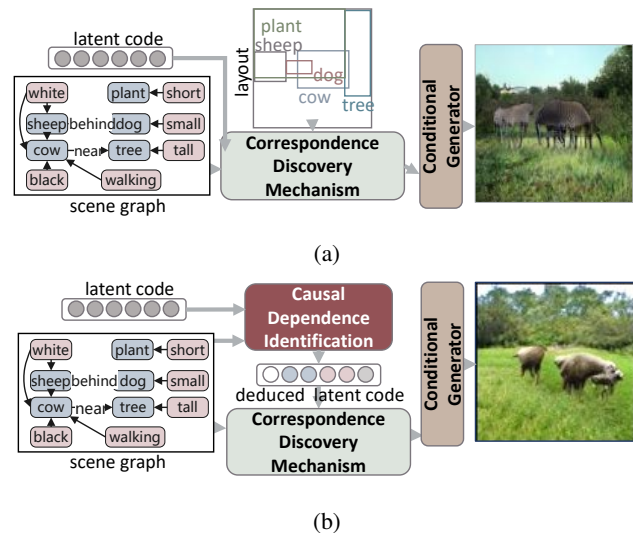 latent code
white
plant
short
sheep
behind
dog
small
cow
near
tree
tall
black
walking
scene graph
layout
plant
sheep
dog
cow
tree
Correspondence
Discovery
Mechanism
Conditional
Generator
(a)
latent code
white
plant
short
sheep
behind
dog
small
cow
near
tree
tall
black
walking
scene graph
Causal
Dependence
Identification
deduced latent code
Correspondence
Discovery
Mechanism
Conditional
Generator
(b)